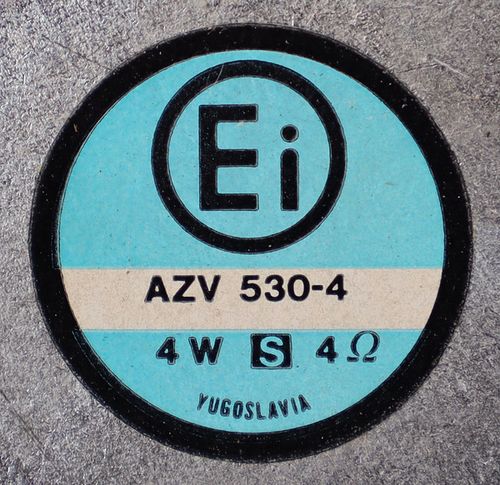 Ei
AZV 530-4
4 W S 4 Ω
YUGOSLAVIA